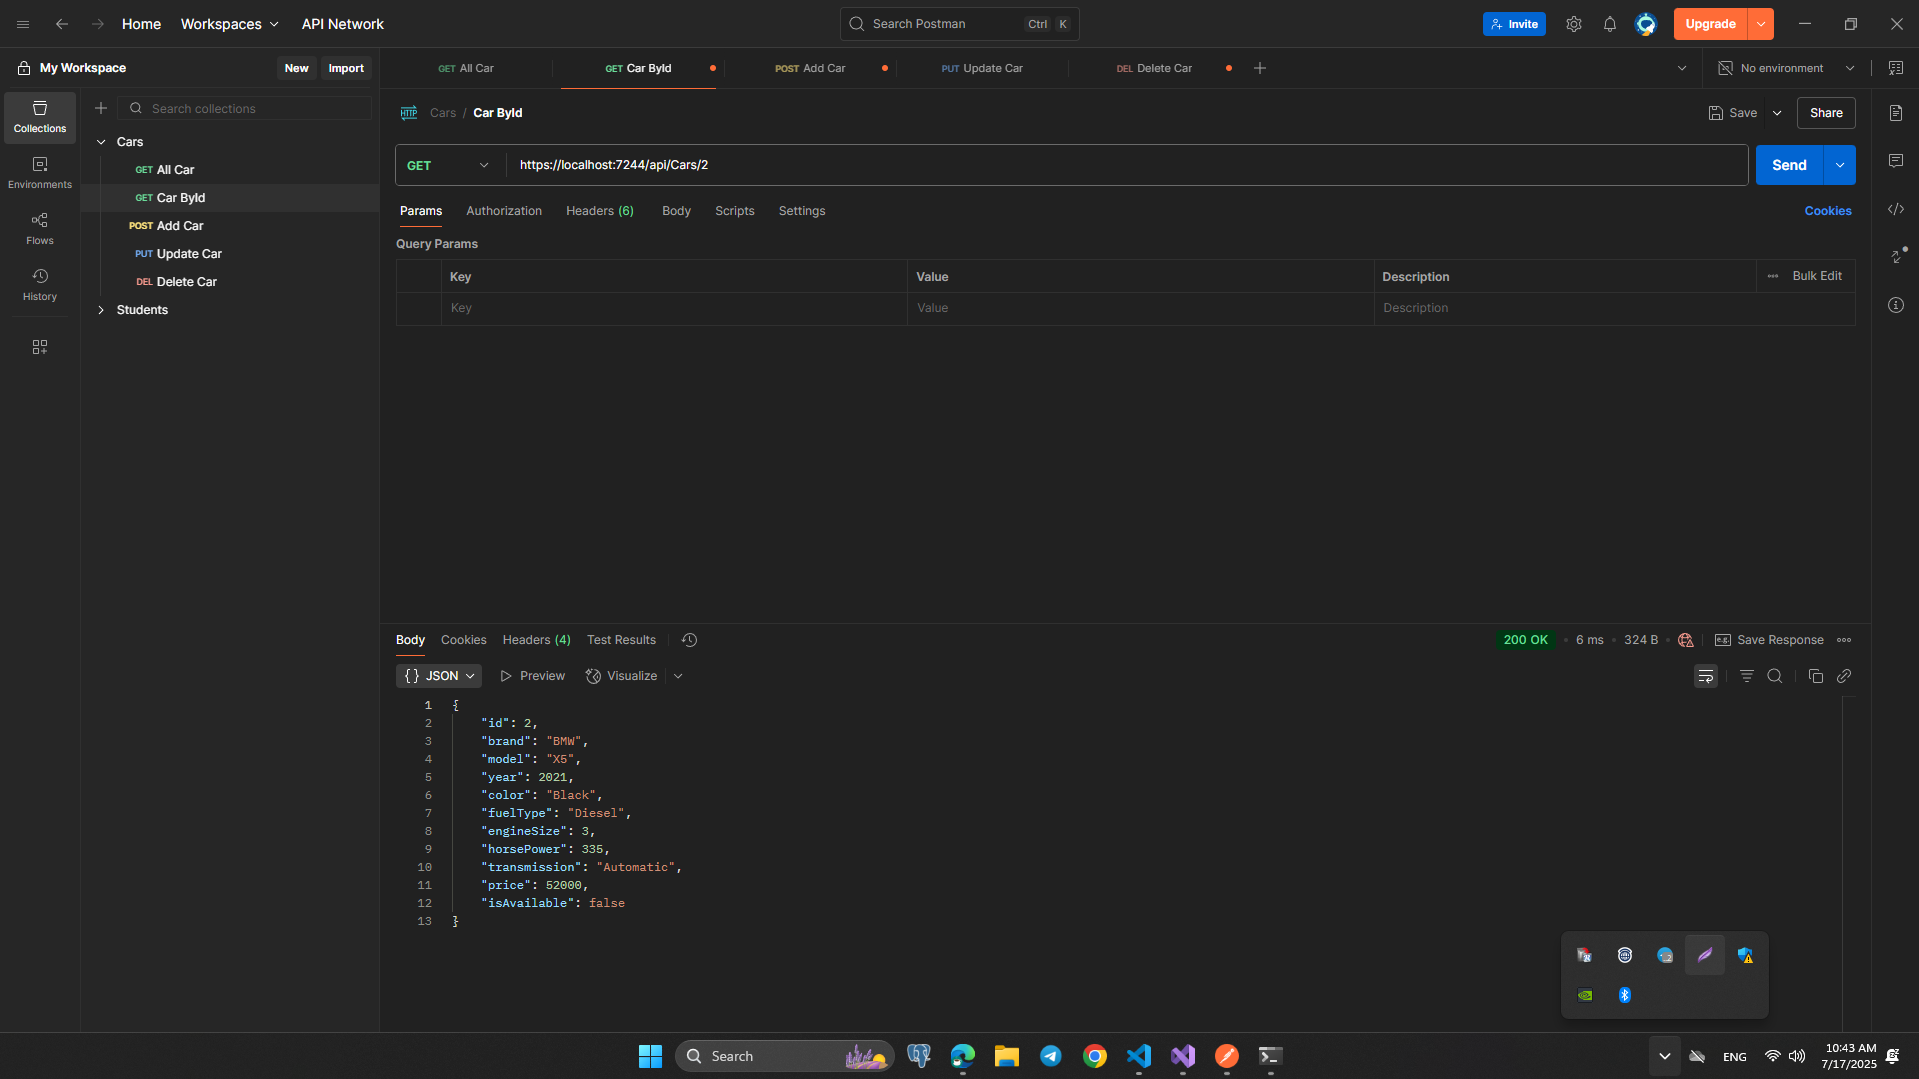 Home
Workspaces
API Network
Search Postman
Ctrl
K
Invite
Upgrade
My Workspace
New
Import
GET All Car
GET Car ById
POST Add Car
PUT Update Car
DEL Delete Car
No environment
Collections
Environments
Flows
History
Search collections
Cars
GET All Car
GET Car ById
POST Add Car
PUT Update Car
DEL Delete Car
Students
HTTP
Cars / Car ById
Save
Share
GET
https://localhost:7244/api/Cars/2
Send
Params
Authorization
Headers (6)
Body
Scripts
Settings
Cookies
Query Params
Key
Value
Description
Bulk Edit
Key
Value
Description
Body
Cookies
Headers (4)
Test Results
200 OK
6 ms
324 B
e.g.
Save Response
{} JSON
Preview
Visualize
1 {
2 "id": 2,
3 "brand": "BMW",
4 "model": "X5",
5 "year": 2021,
6 "color": "Black",
7 "fuelType": "Diesel",
8 "engineSize": 3,
9 "horsePower": 335,
10 "transmission": "Automatic",
11 "price": 52000,
12 "isAvailable": false
13 }
Search
ENG
10:43 AM
7/17/2025